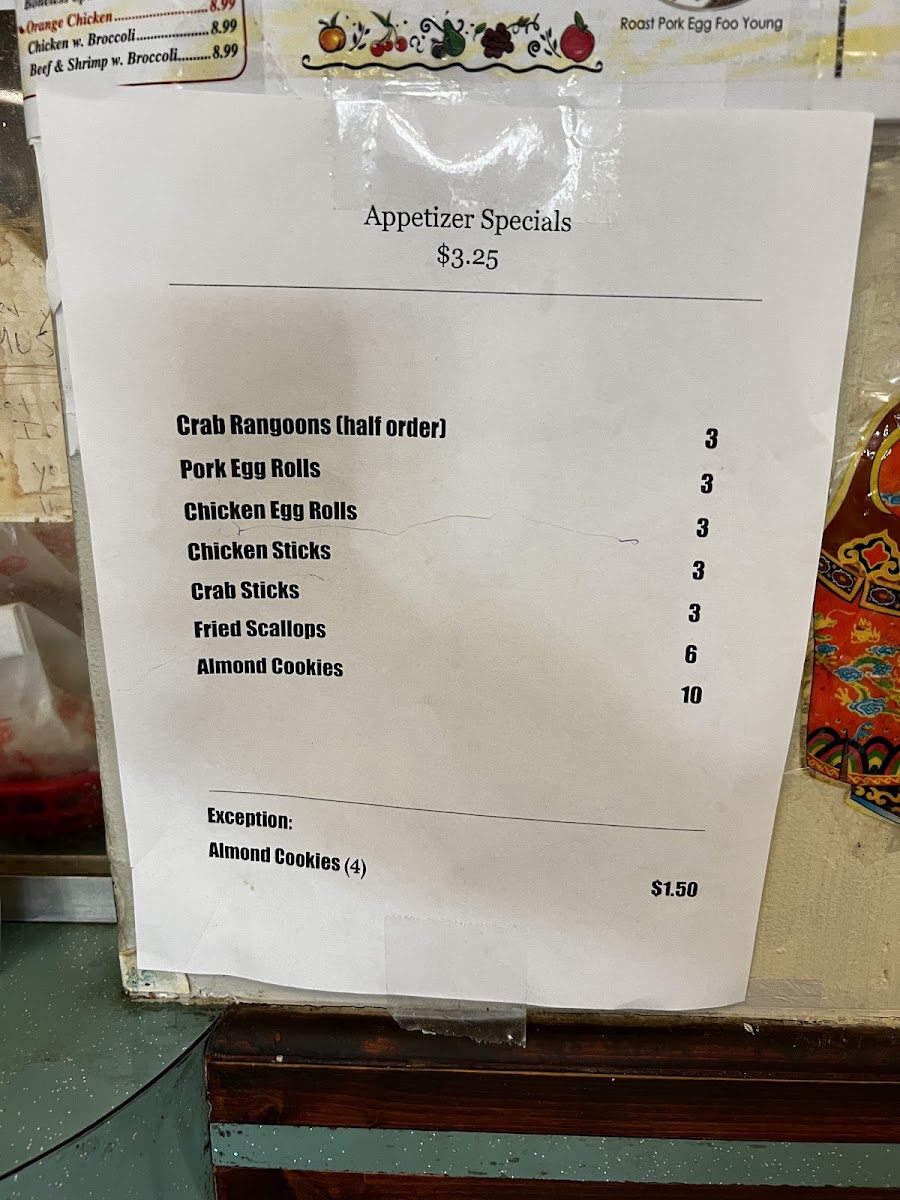 8.99
Orange Chicken
Chicken w. Broccoli....................8.99
Beef & Shrimp w. Broccoli.........8.99
Roast Pork Egg Foo Young
Appetizer Specials
$3.25
Crab Rangoons (half order) 3
Pork Egg Rolls 3
Chicken Egg Rolls 3
Chicken Sticks 3
Crab Sticks 3
Fried Scallops 6
Almond Cookies 10
Exception:
Almond Cookies (4) $1.50